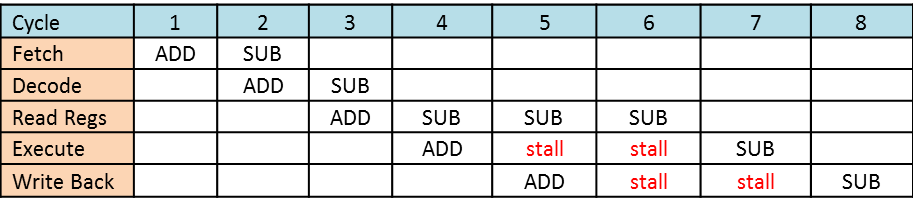 Cycle 1 2 3 4 5 6 7 8
Fetch ADD SUB
Decode ADD SUB
Read Regs ADD SUB SUB SUB
Execute ADD stall stall SUB
Write Back ADD stall stall SUB